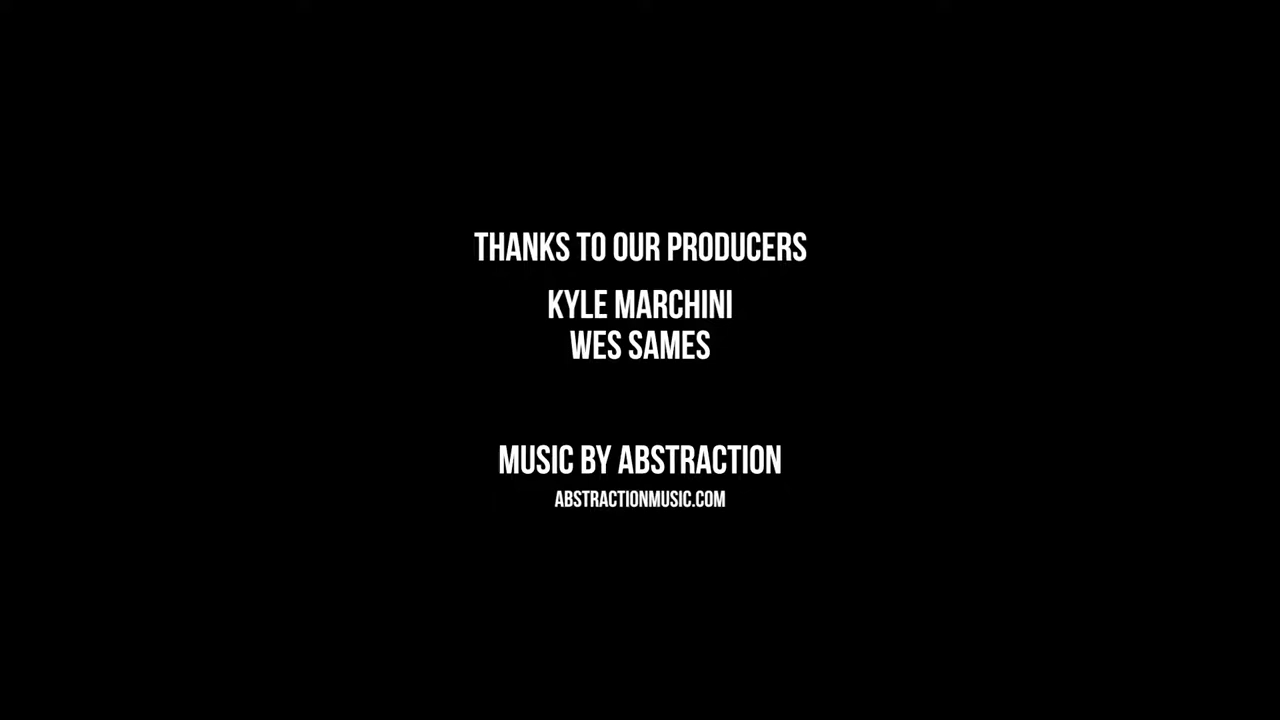 THANKS TO OUR PRODUCERS
KYLE MARCHINI
WES SAMES
MUSIC BY ABSTRACTION
ABSTRACTIONMUSIC.COM